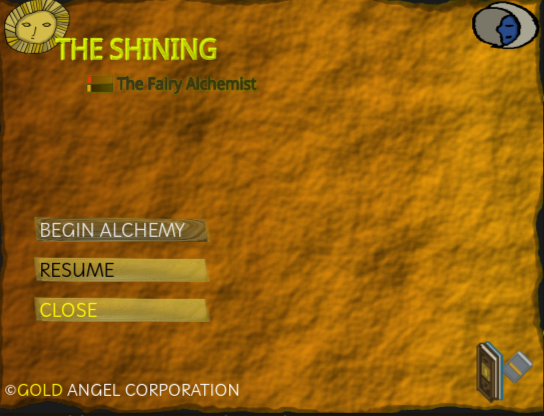 THE SHINING
The Fairy Alchemist
BEGIN ALCHEMY
RESUME
CLOSE
©GOLD ANGEL CORPORATION